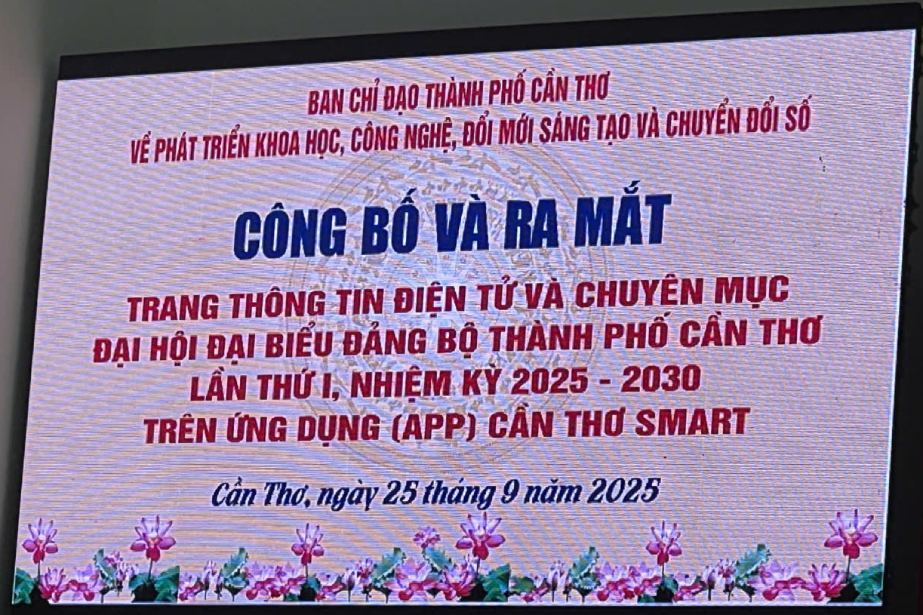 BAN CHỈ ĐẠO THÀNH PHỐ CẦN THƠ
VỀ PHÁT TRIỂN KHOA HỌC, CÔNG NGHỆ, ĐỔI MỚI SÁNG TẠO VÀ CHUYỂN ĐỔI SỐ
CÔNG BỐ VÀ RA MẮT
TRANG THÔNG TIN ĐIỆN TỬ VÀ CHUYÊN MỤC
ĐẠI HỘI ĐẠI BIỂU ĐẢNG BỘ THÀNH PHỐ CẦN THƠ
LẦN THỨ I, NHIỆM KỲ 2025 - 2030
TRÊN ỨNG DỤNG (APP) CẦN THƠ SMART
Cần Thơ, ngày 25 tháng 9 năm 2025